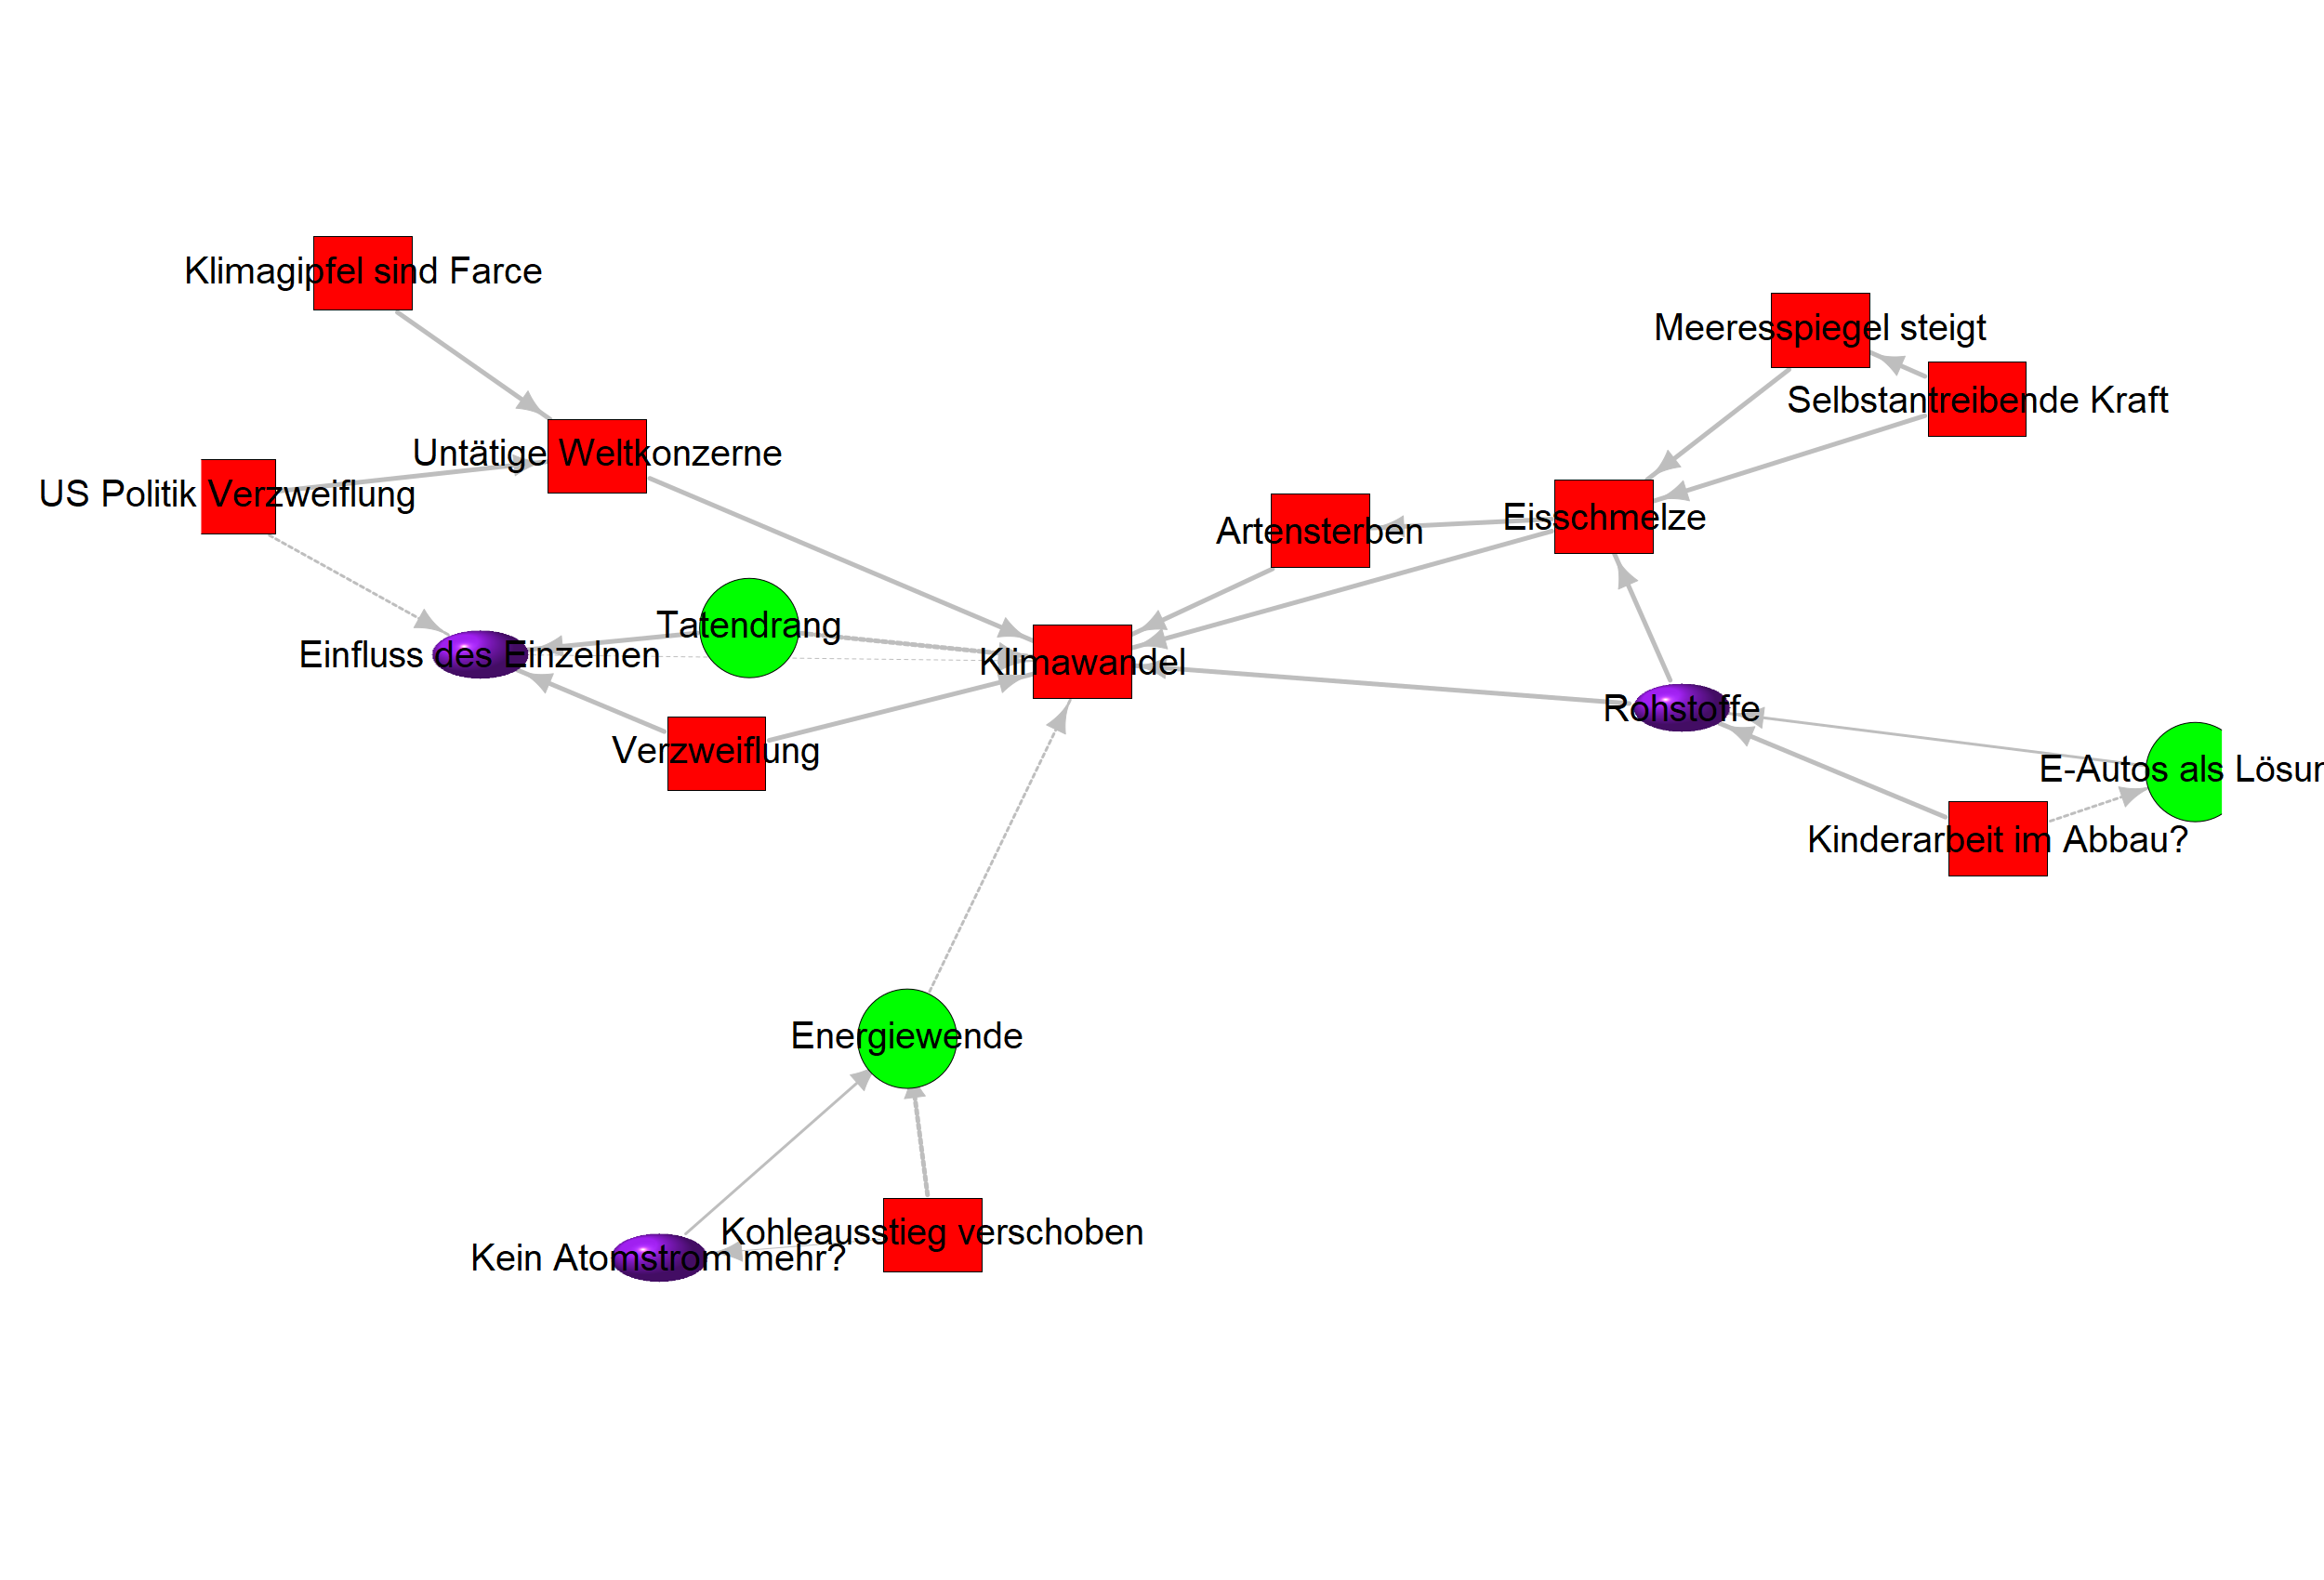 Klimagipfel sind Farce
Meeresspiegel steigt
Selbstantreibende Kraft
Untätige Weltkonzerne
US Politik Verzweiflung
Eisschmelze
Artensterben
Tatendrang
Einfluss des Einzelnen
Klimawandel
Rohstoffe
Verzweiflung
E-Autos als Lösun
Kinderarbeit im Abbau?
Energiewende
Kohleausstieg verschoben
Kein Atomstrom mehr?